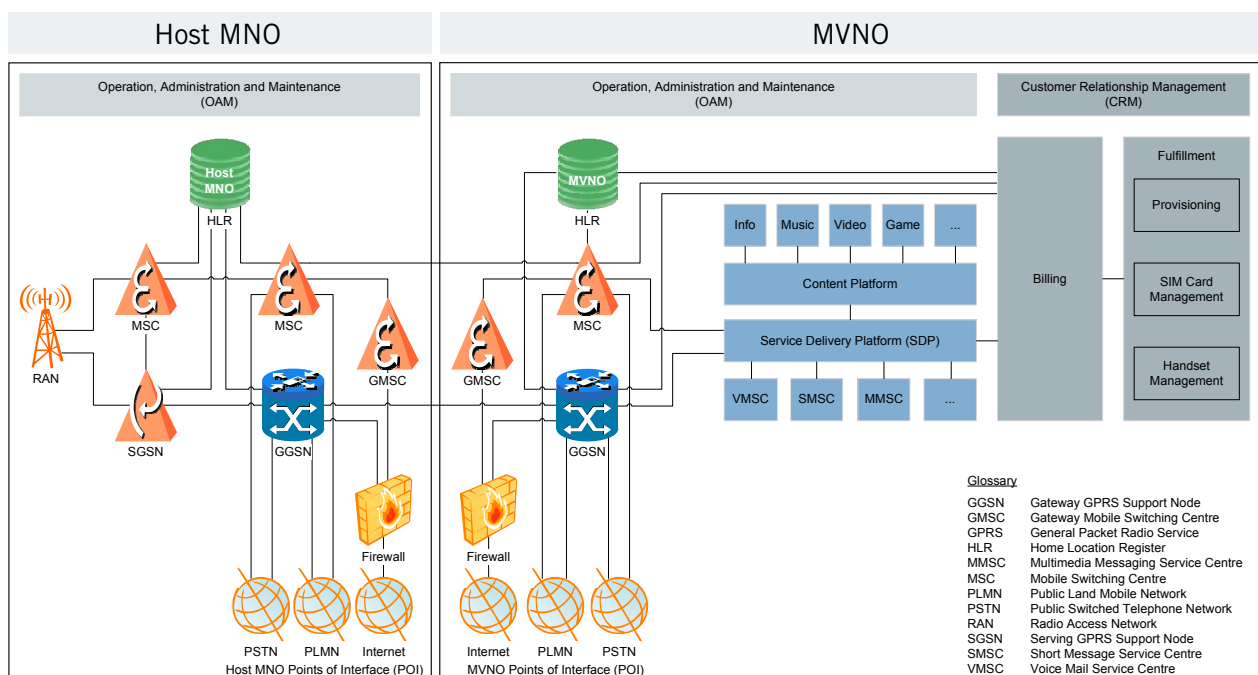 Host MNO
MVNO
Operation, Administration and Maintenance
(OAM)
Operation, Administration and Maintenance
(OAM)
Customer Relationship Management
(CRM)
Host
MNO
HLR
MSC
MSC
RAN
GMSC
SGSN
GGSN
Firewall
PSTN
PLMN
Internet
Host MNO Points of Interface (POI)
MVNO
HLR
MSC
GMSC
GGSN
Firewall
Internet
PLMN
PSTN
MVNO Points of Interface (POI)
Info
Music
Video
Game
...
Content Platform
Service Delivery Platform (SDP)
VMSC
SMSC
MMSC
...
Billing
Fulfillment
Provisioning
SIM Card
Management
Handset
Management
Glossary
GGSN Gateway GPRS Support Node
GMSC Gateway Mobile Switching Centre
GPRS General Packet Radio Service
HLR Home Location Register
MMSC Multimedia Messaging Service Centre
MSC Mobile Switching Centre
PLMN Public Land Mobile Network
PSTN Public Switched Telephone Network
RAN Radio Access Network
SGSN Serving GPRS Support Node
SMSC Short Message Service Centre
VMSC Voice Mail Service Centre